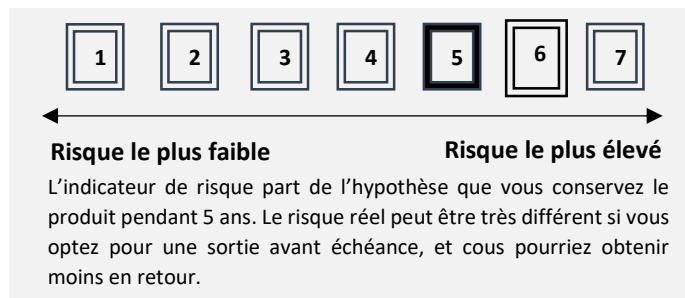 1 2 3 4 5 6 7
Risque le plus faible Risque le plus élevé
L’indicateur de risque part de l’hypothèse que vous conservez le
produit pendant 5 ans. Le risque réel peut être très différent si vous
optez pour une sortie avant échéance, et cous pourriez obtenir
moins en retour.